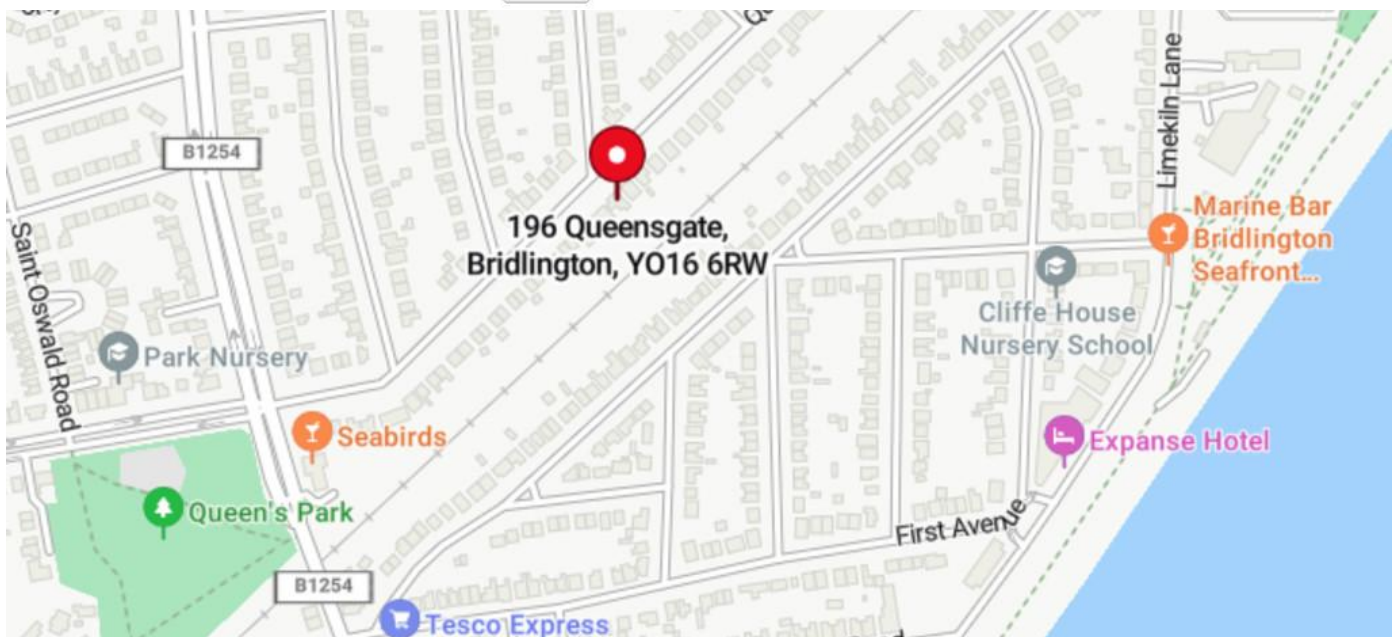 B1254
Limekiln Lane
196 Queensgate,
Bridlington, YO16 6RW
Marine Bar
Bridlington
Seafront...
Saint Oswald Road
Park Nursery
Cliffe House
Nursery School
Seabirds
Expanse Hotel
Queen's Park
First Avenue
B1254
Tesco Express